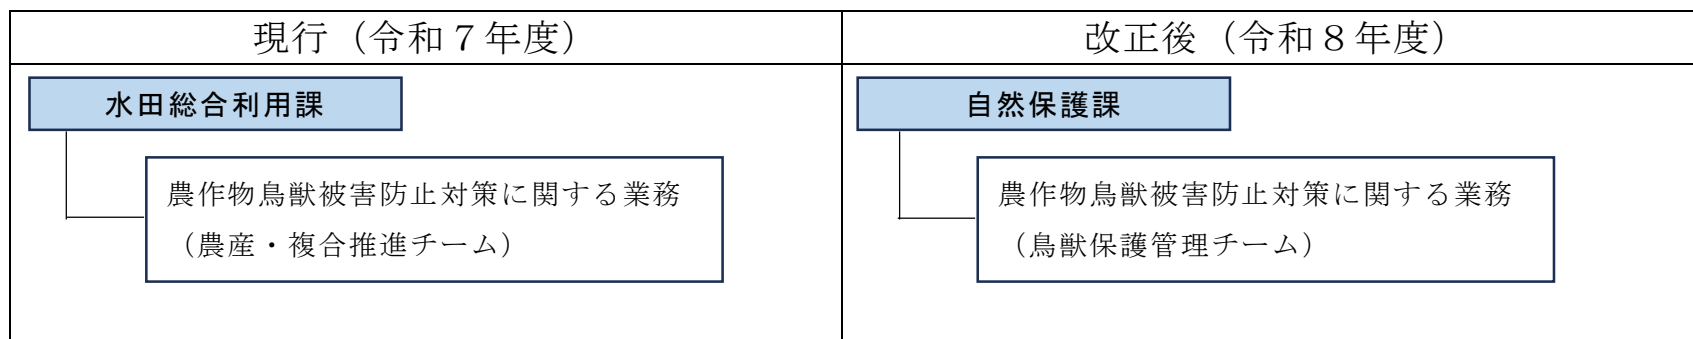 現行（令和７年度）
改正後（令和８年度）
水田総合利用課
農作物鳥獣被害防止対策に関する業務
（農産・複合推進チーム）
自然保護課
農作物鳥獣被害防止対策に関する業務
（鳥獣保護管理チーム）